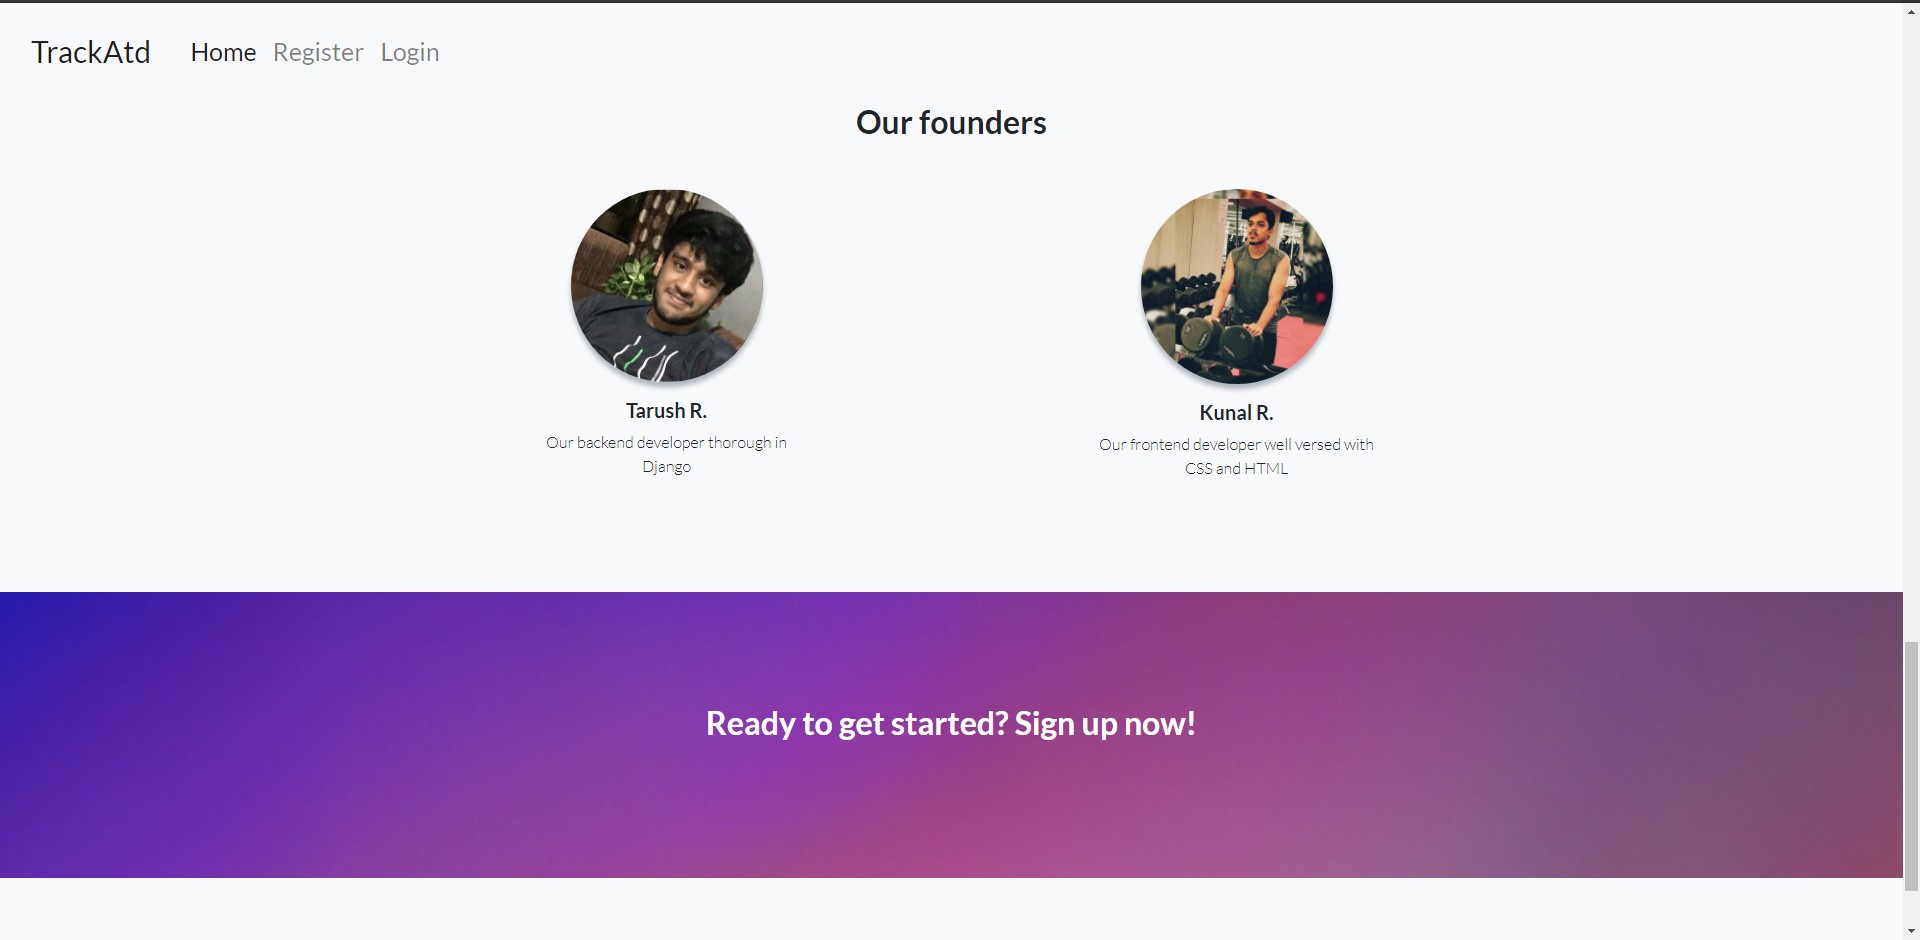 TrackAtd Home Register Login
Our founders
Tarush R.
Our backend developer thorough in
Django
Kunal R.
Our frontend developer well versed with
CSS and HTML
Ready to get started? Sign up now!